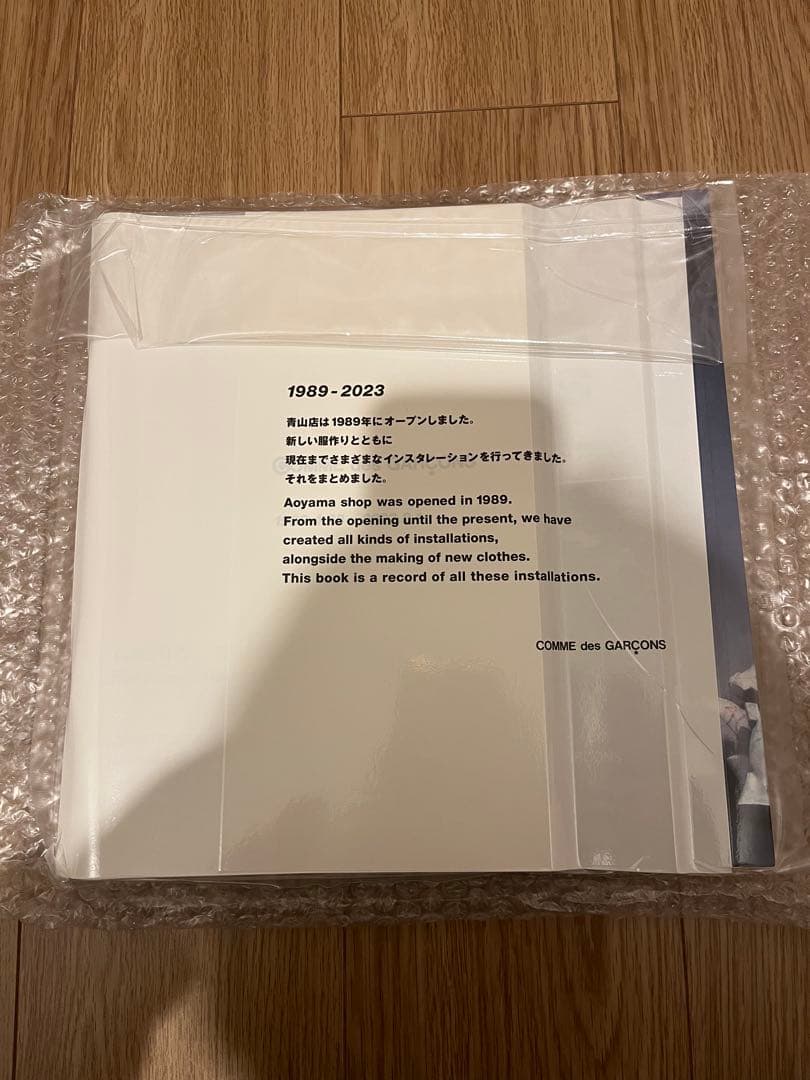 1989-2023
青山店は1989年にオープンしました。
新しい服作りとともに
現在までさまざまなインスタレーションを行ってきました。
それをまとめました。
Aoyama shop was opened in 1989.
From the opening until the present, we have
created all kinds of installations,
alongside the making of new clothes.
This book is a record of all these installations.
COMME des GARÇONS